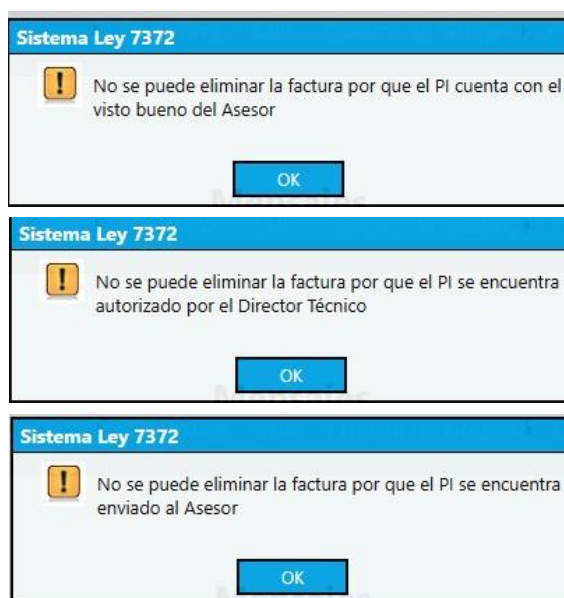 Sistema Ley 7372
No se puede eliminar la factura por que el PI cuenta con el
visto bueno del Asesor
OK
Sistema Ley 7372
No se puede eliminar la factura por que el PI se encuentra
autorizado por el Director Técnico
OK
Sistema Ley 7372
No se puede eliminar la factura por que el PI se encuentra
enviado al Asesor
OK